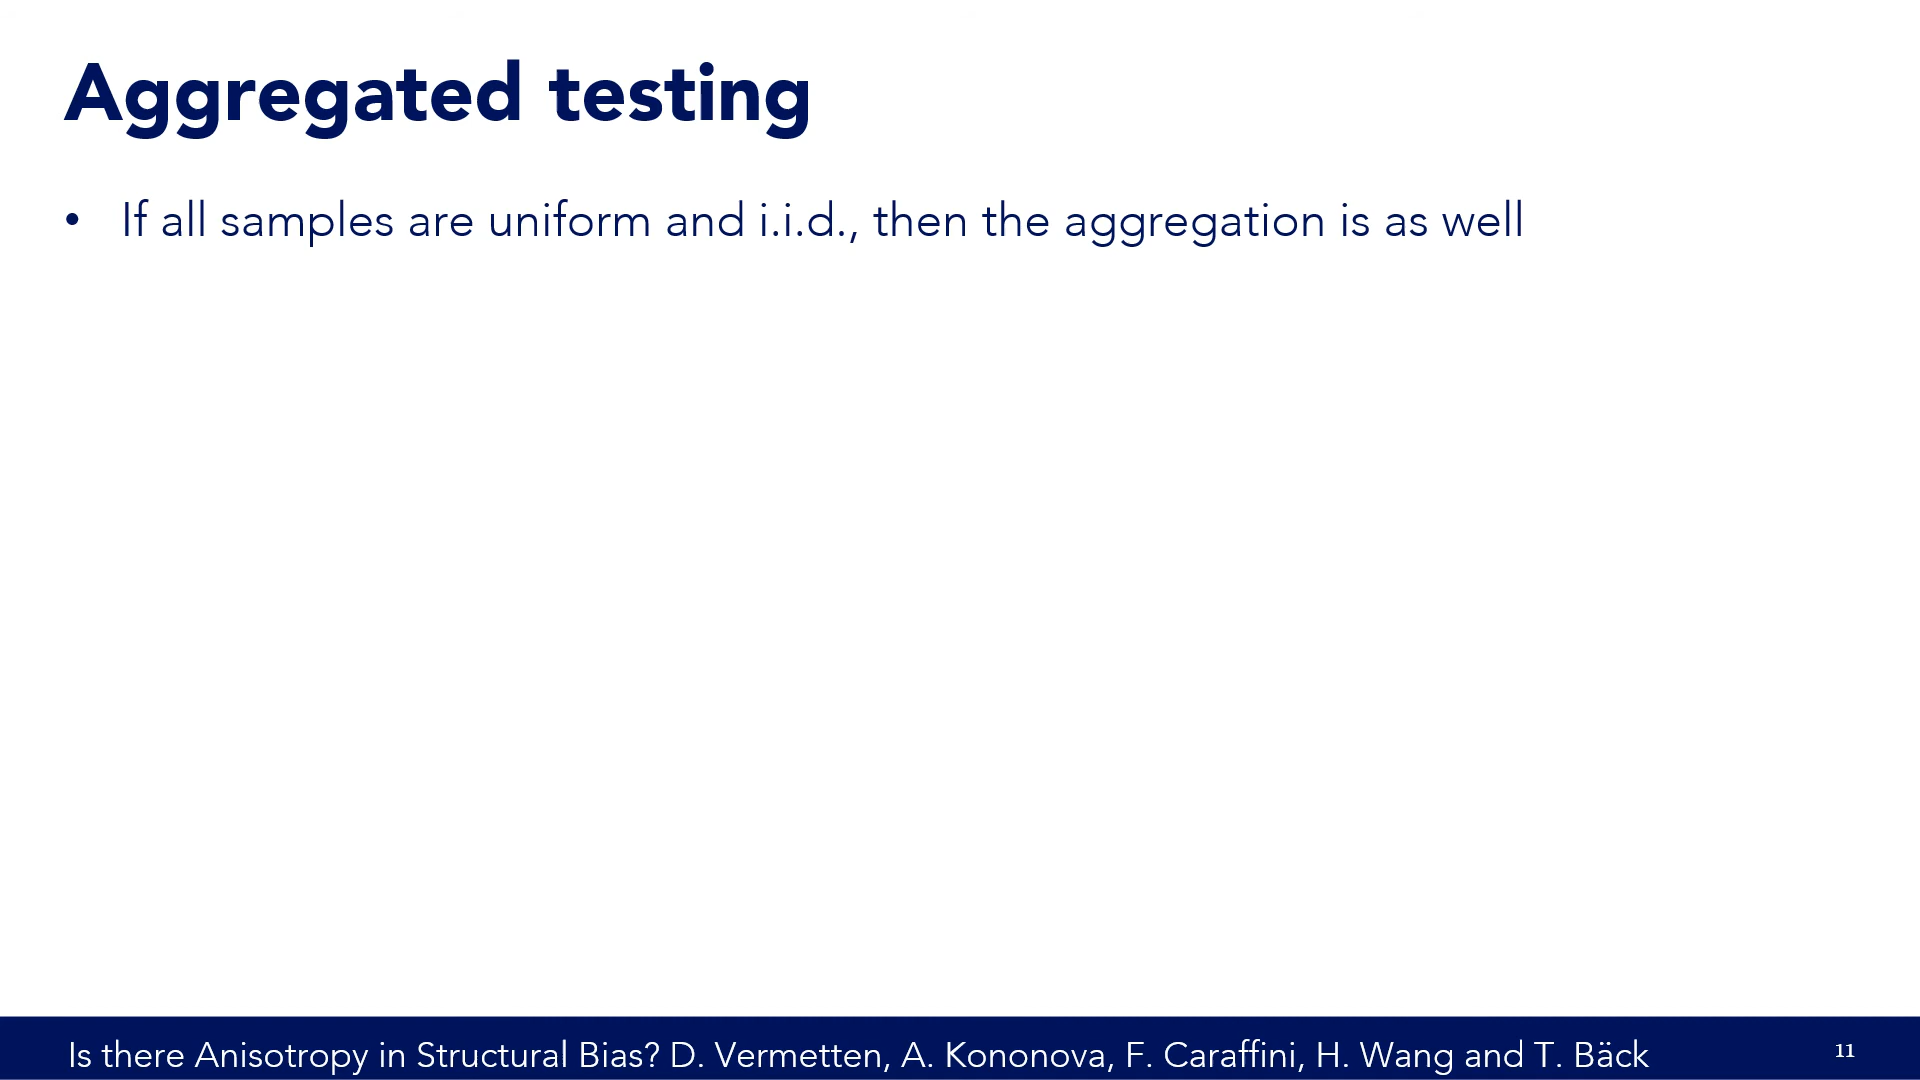 Aggregated testing
• If all samples are uniform and i.i.d., then the aggregation is as well
Is there Anisotropy in Structural Bias? D. Vermetten, A. Kononova, F. Caraffini, H. Wang and T. Bäck
11